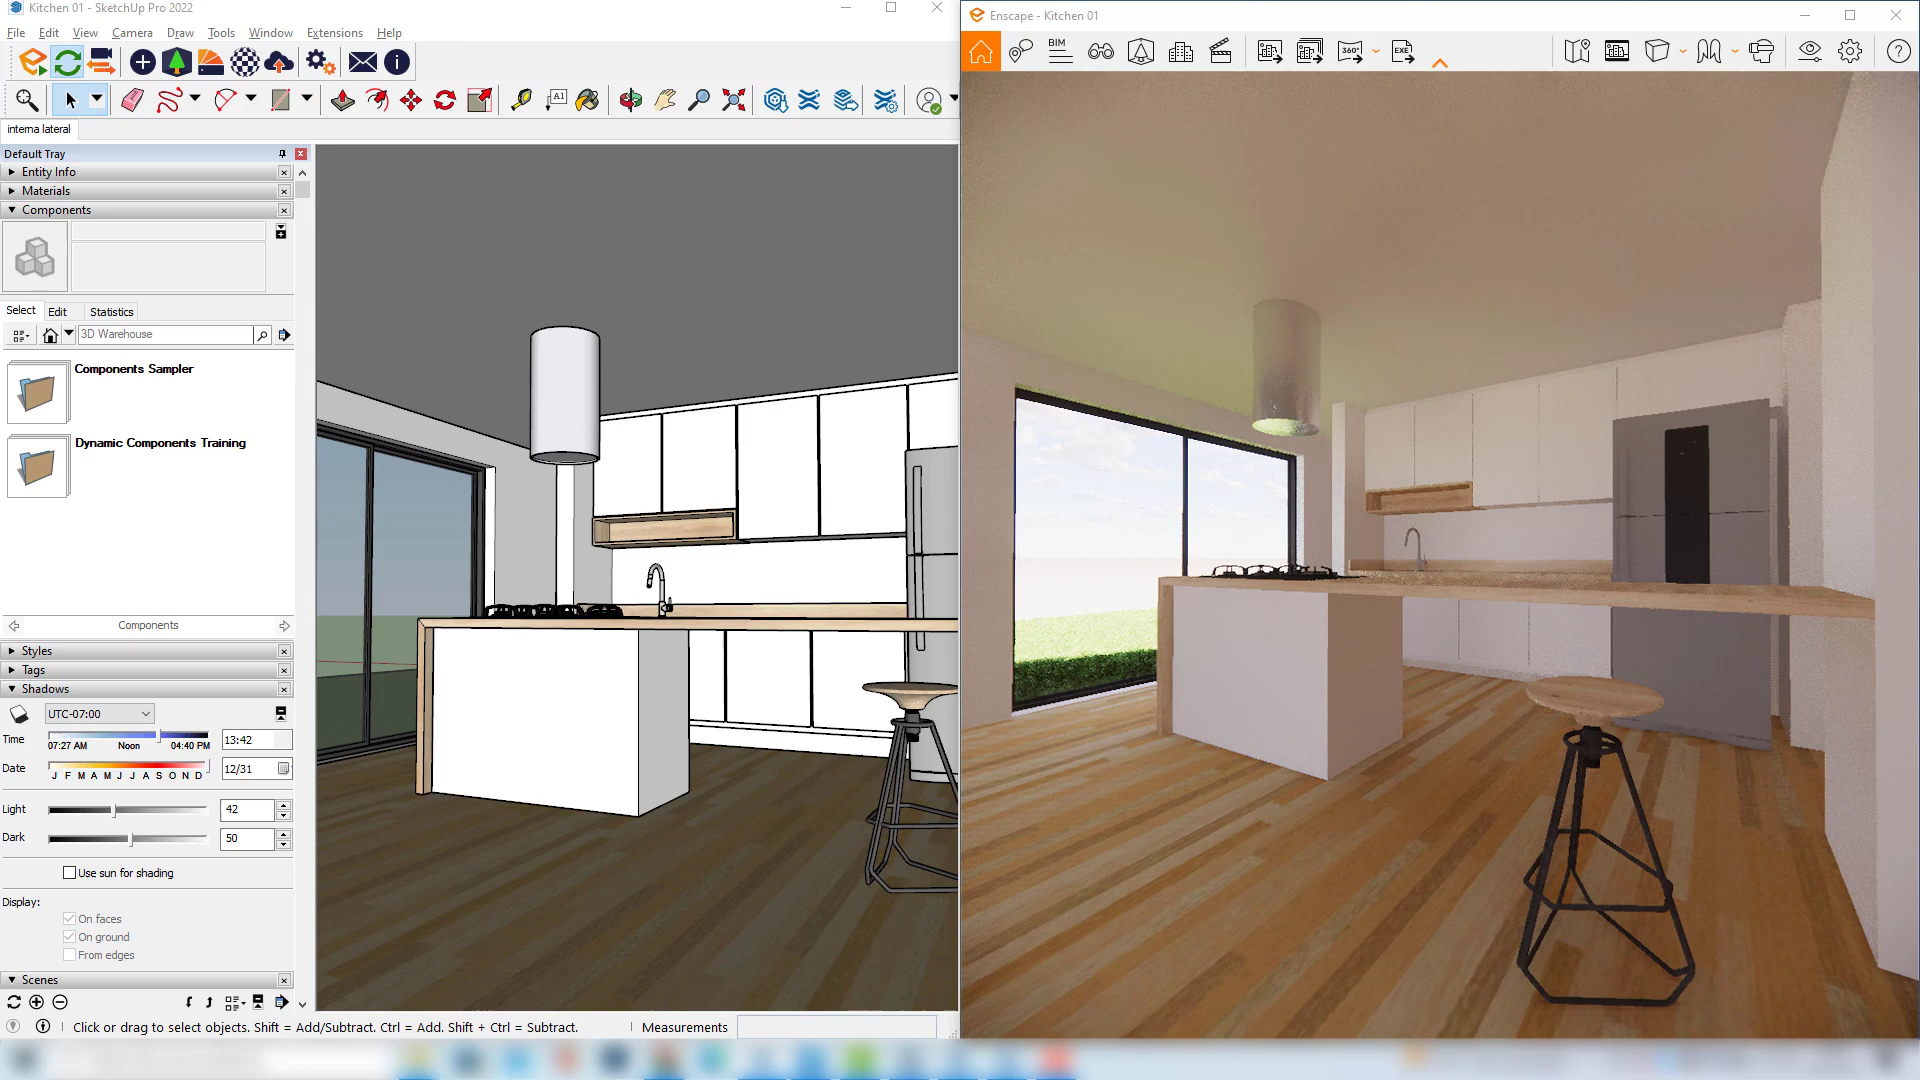 Kitchen 01 - SketchUp Pro 2022
File Edit View Camera Draw Tools Window Extensions Help
A1
interna lateral
Default Tray
Entity Info
Materials
Components
Select Edit Statistics
3D Warehouse
Components Sampler
Dynamic Components Training
Components
Styles
Tags
Shadows
UTC-07:00
Time
07:27 AM Noon 04:40 PM
13:42
Date
J F M A M J J A S O N D
12/31
Light
42
Dark
50
Use sun for shading
Display:
On faces
On ground
From edges
Scenes
Click or drag to select objects. Shift = Add/Subtract. Ctrl = Add. Shift + Ctrl = Subtract.
Measurements
Enscape - Kitchen 01
BIM
360°
EXE